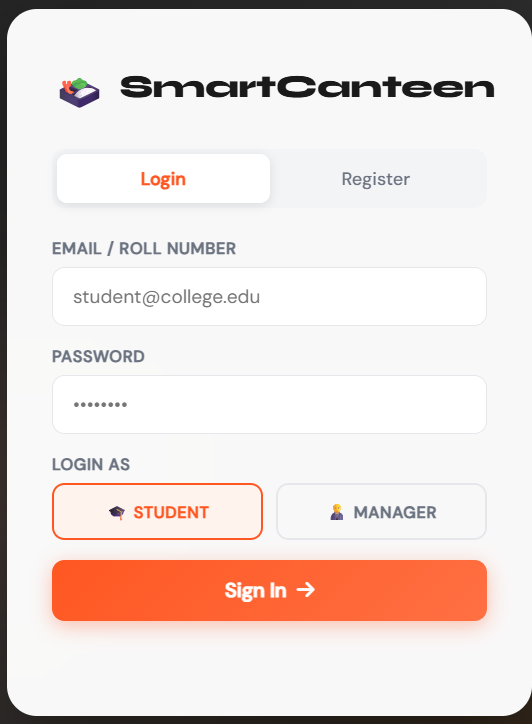 SmartCanteen
Login
Register
EMAIL / ROLL NUMBER
student@college.edu
PASSWORD
••••••••
LOGIN AS
🎓 STUDENT
🧑‍💼 MANAGER
Sign In →